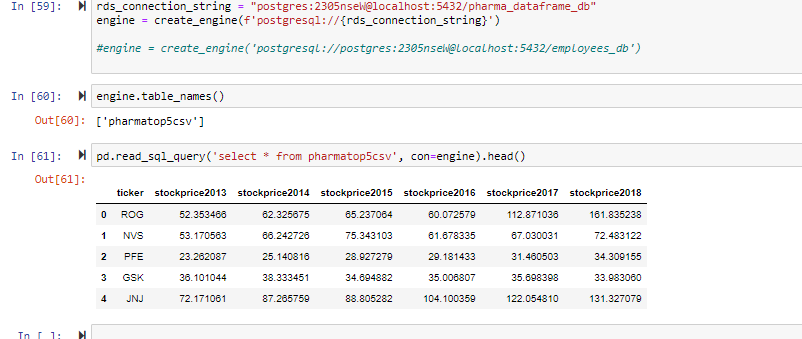 In [59]: rds_connection_string = "postgres:2305nseW@localhost:5432/pharma_dataframe_db"
engine = create_engine(f'postgresql://{rds_connection_string}')
#engine = create_engine('postgresql://postgres:2305nseW@localhost:5432/employees_db')
In [60]: engine.table_names()
Out[60]: ['pharmatop5csv']
In [61]: pd.read_sql_query('select * from pharmatop5csv', con=engine).head()
Out[61]:
ticker stockprice2013 stockprice2014 stockprice2015 stockprice2016 stockprice2017 stockprice2018
0 ROG 52.353466 62.325675 65.237064 60.072579 112.871036 161.835238
1 NVS 53.170563 66.242726 75.343103 61.678335 67.030031 72.483122
2 PFE 23.262087 25.140816 28.927279 29.181433 31.460503 34.309155
3 GSK 36.101044 38.333451 34.694882 35.006807 35.698398 33.983060
4 JNJ 72.171061 87.265759 88.805282 104.100359 122.054810 131.327079
In [ ]: